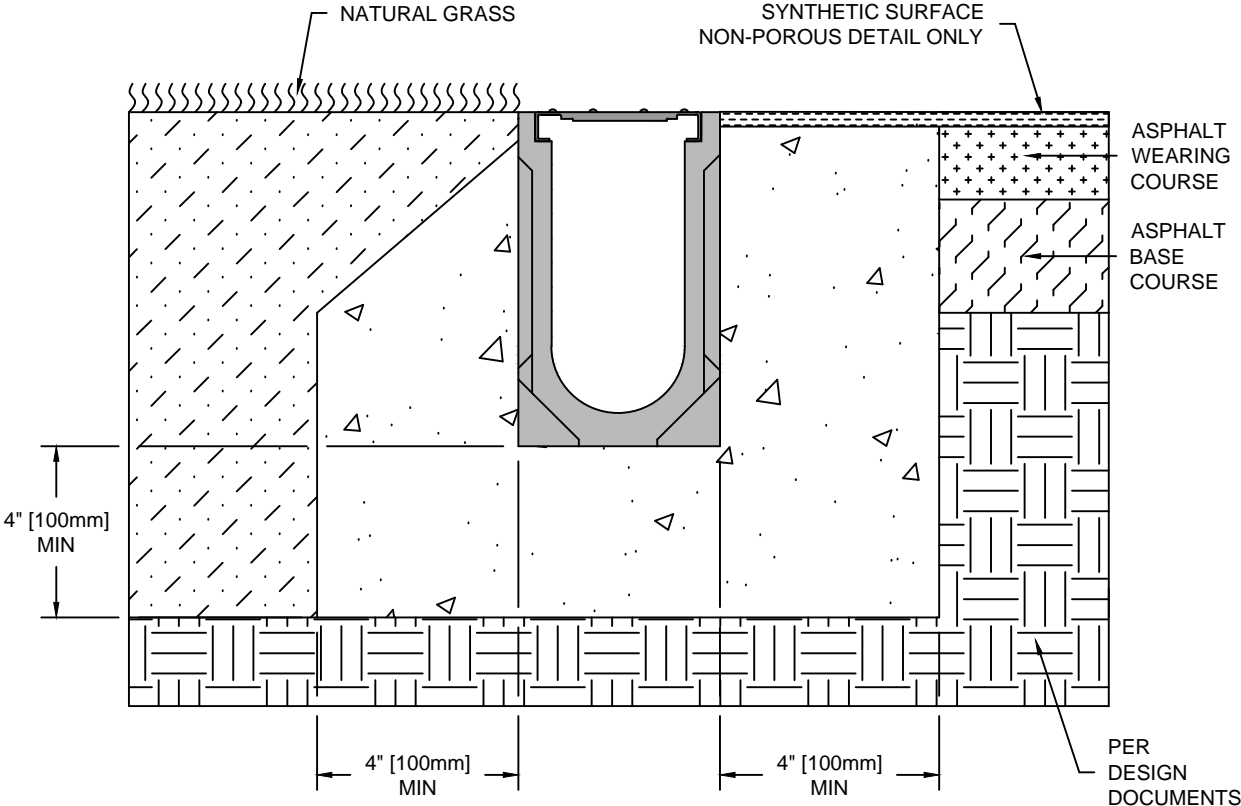 NATURAL GRASS
SYNTHETIC SURFACE
NON-POROUS DETAIL ONLY
ASPHALT
WEARING
COURSE
ASPHALT
BASE
COURSE
4" [100mm]
MIN
4" [100mm]
MIN
4" [100mm]
MIN
PER
DESIGN
DOCUMENTS